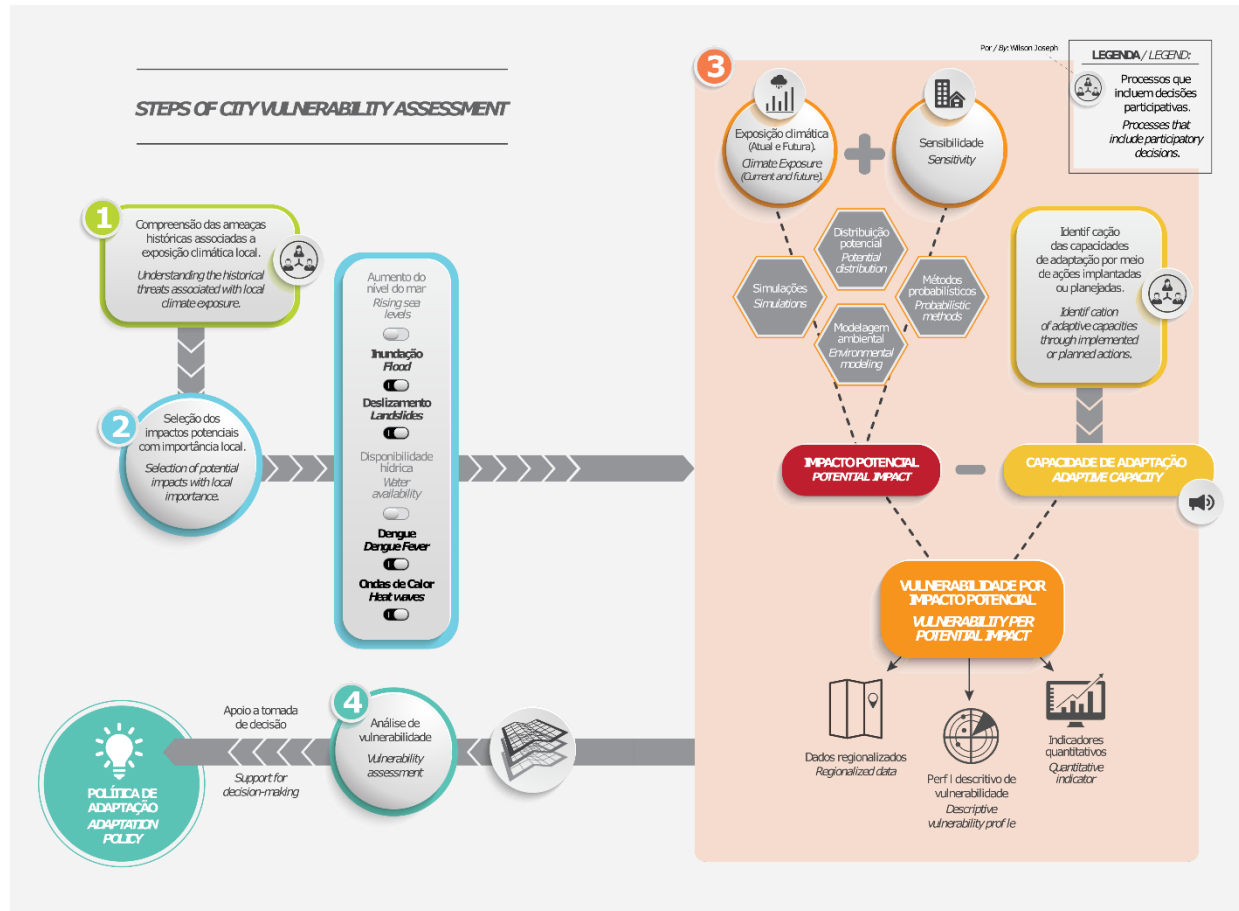 STEPS OF CITY VULNERABILITY ASSESSMENT
1
Compreensão das ameaças
históricas associadas a
exposição climática local.
Understanding the historical
threats associated with local
climate exposure.
2
Seleção dos
impactos potenciais
com importância local.
Selection of potential
impacts with local
importance.
Aumento do
nível do mar
Rising sea
levels
Inundação
Flood
Deslizamento
Landslides
Disponibilidade
hídrica
Water
availability
Dengue
Dengue Fever
Ondas de Calor
Heat waves
3
Por / By: Wilson Joseph
LEGENDA / LEGEND:
Processos que
incluem decisões
participativas.
Processes that
include participatory
decisions.
Exposição climática
(Atual e Futura).
Climate Exposure
(Current and future).
Sensibilidade
Sensitivity
Distribuição
potencial
Potential
distribution
Simulações
Simulations
Métodos
probabilísticos
Probabilistic
methods
Modelagem
ambiental
Environmental
modeling
Identif cação
das capacidades
de adaptação por meio
de ações implantadas
ou planejadas.
Identif cation
of adaptive capacities
through implemented
or planned actions.
IMPACTO POTENCIAL
POTENTIAL IMPACT
CAPACIDADE DE ADAPTAÇÃO
ADAPTIVE CAPACITY
VULNERABILIDADE POR
IMPACTO POTENCIAL
VULNERABILITY PER
POTENTIAL IMPACT
Dados regionalizados
Regionalized data
Perf l descritivo de
vulnerabilidade
Descriptive
vulnerability prof le
Indicadores
quantitativos
Quantitative
indicator
4
Análise de
vulnerabilidade
Vulnerability
assessment
Apoio a tomada
de decisão
Support for
decision-making
POLÍTICA DE
ADAPTAÇÃO
ADAPTATION
POLICY